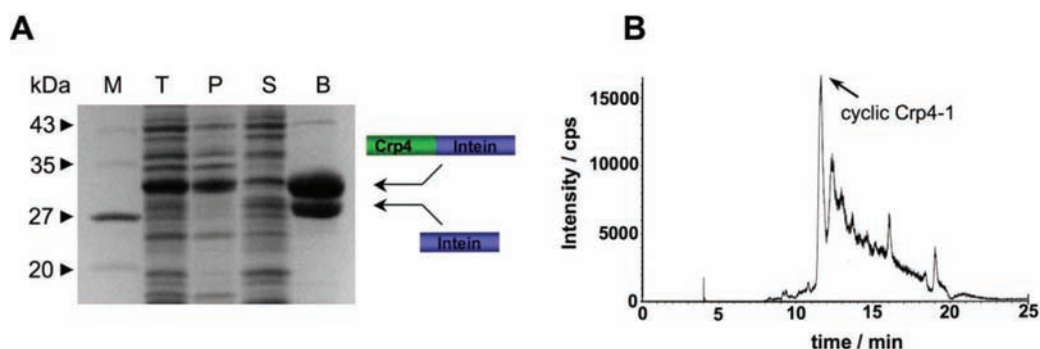 A
kDa M T P S B
43
35
27
20
Crp4 Intein
Intein
B
Intensity / cps
15000
10000
5000
0
cyclic Crp4-1
0 5 10 15 20 25
time / min